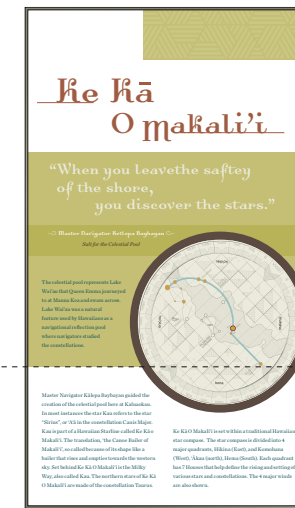 Ke Kā
O Makali'i
“When you leavethe saftey
of the shore,
you discover the stars.”
Master Navigator Kalepa Baybayan
Salt for the Celestial Pool
The celestial pool represents Lake
Wai'au that Queen Emma journeyed
to at Mauna Kea and swam across.
Lake Wai'au was a natural
feature used by Hawaiians as a
navigational reflection pool
where navigators studied
the constellations.
Master Navigator Kālepa Baybayan guided the
creation of the celestial pool here at Kahaokau.
In most instances the star Kau refers to the star
“Sirius”, or 'A'ā in the constellation Canis Major.
Kau is part of a Hawaiian Starline called Ke Kā o
Makali'i. The translation, 'the Canoe Bailer of
Makali'i', so called because of its shape like a
bailer that rises and empties towards the western
sky. Set behind Ke Kā O Makali'i is the Milky
Way, also called Kau. The northern stars of Ke Kā
O Makali'i are made of the constellation Taurus.
Ke Kā O Makali'i is set within a traditional Hawaiian
star compass. The star compass is divided into 4
major quadrants, Hikina (East), and Komohana
(West), 'Ākau (north), Hema (South). Each quadrant
has 7 Houses that help define the rising and setting of
various stars and constellations. The 4 major winds
are also shown.